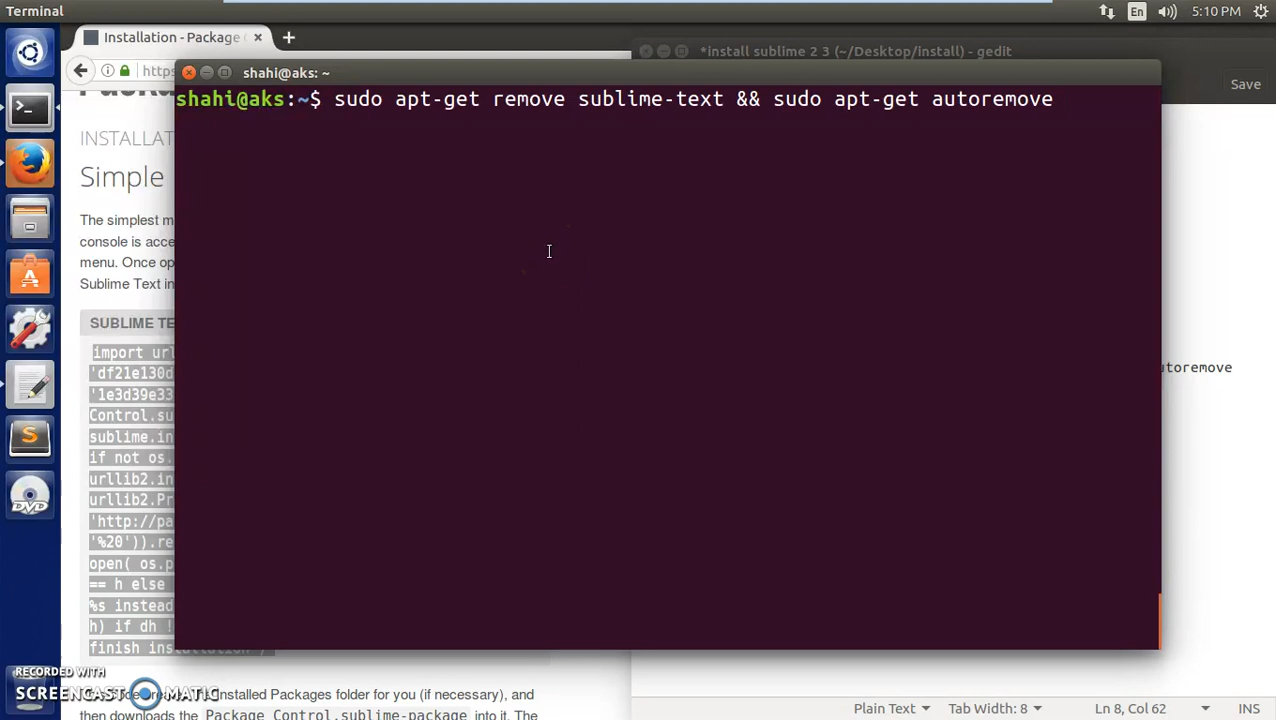 Terminal
En
5:10 PM
Installation - Package
https
*install sublime 2 3 (~/Desktop/Install) - gedit
Save
shahi@aks: ~
shahi@aks:~$ sudo apt-get remove sublime-text && sudo apt-get autoremove
INSTALLAT
Simple
The simplest m
console is acce
menu. Once op
Sublime Text in
SUBLIME TE
import url
'df21e130d
'1e3d39e33
Control.su
sublime.in
if not os.
urllib2.in
urllib2.Pr
'http://pa
'%20')).re
open( os.p
== h else
%s instead
h) if dh !
finish installation')
utoremove
S
DVD
RECORDED WITH
SCREENCAST MATIC
Installed Packages folder for you (if necessary), and
then downloads the Package Control.sublime-package into it. The
Plain Text
Tab Width: 8
Ln 8, Col 62
INS